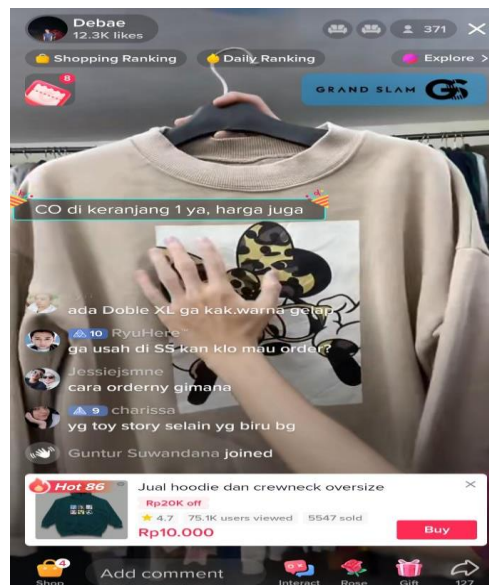 Debae
12.3K likes
371
Shopping Ranking
Daily Ranking
Explore >
8
GRAND SLAM GS
CO di keranjang 1 ya, harga juga
ada Doble XL ga kak.warna gelap
10 RyuHere
ga usah di SS kan klo mau order?
Jessiejsmne
cara orderny gimana
9 charissa
yg toy story selain yg biru bg
Guntur Suwandana joined
Hot 86
Jual hoodie dan crewneck oversize
Rp20K off
4.7 75.1K users viewed 5547 sold
Rp10.000
Buy
4
Shop
Add comment
Interact
Rose
Gift
127